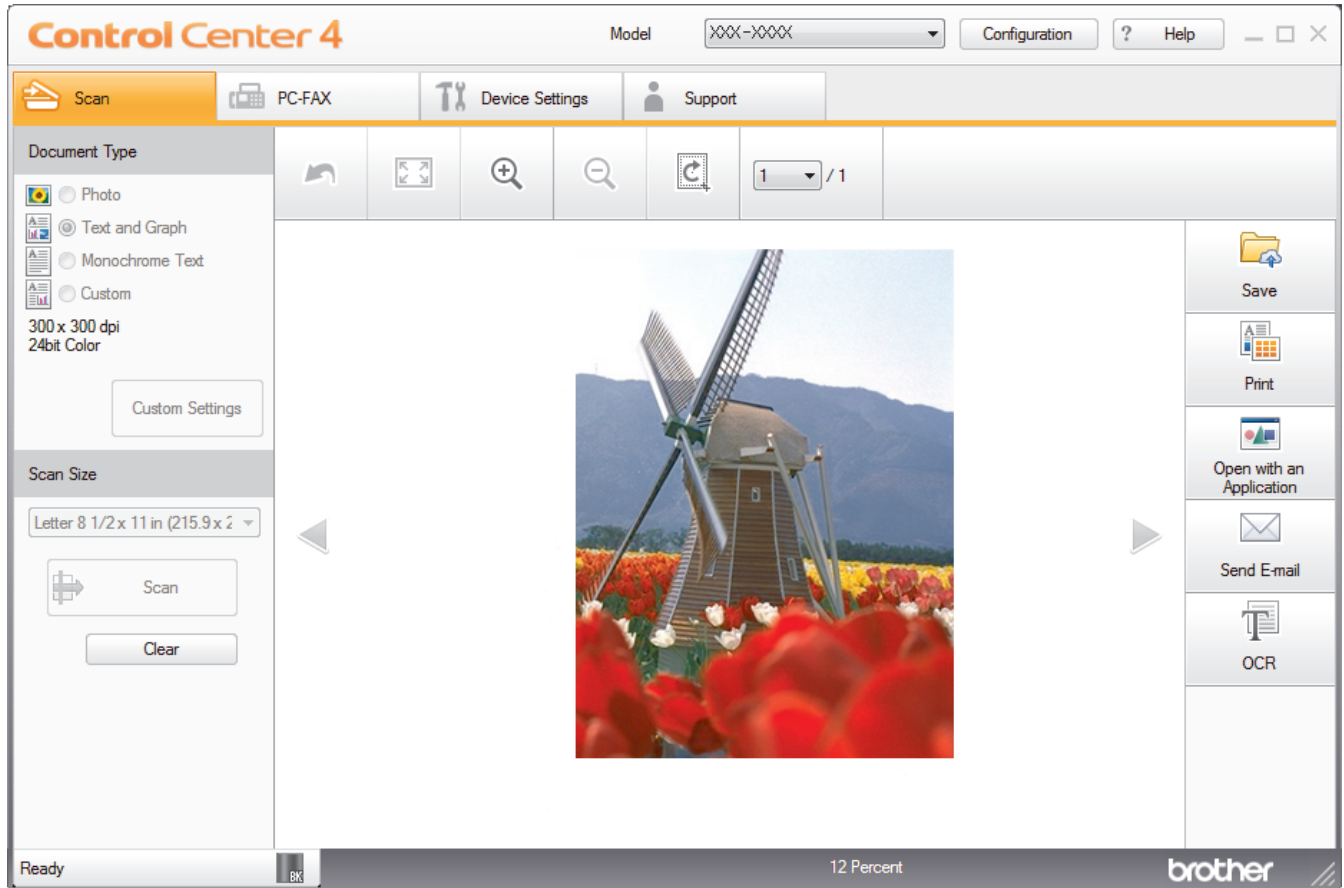 Control Center 4
Model
XXX-XXXX
Configuration
? Help
Scan
PC-FAX
Device Settings
Support
Document Type
Photo
Text and Graph
Monochrome Text
Custom
300 x 300 dpi
24bit Color
Custom Settings
Scan Size
Letter 8 1/2 x 11 in (215.9 x 2
Scan
Clear
1 / 1
Save
Print
Open with an
Application
Send E-mail
OCR
Ready
BK
12 Percent
brother